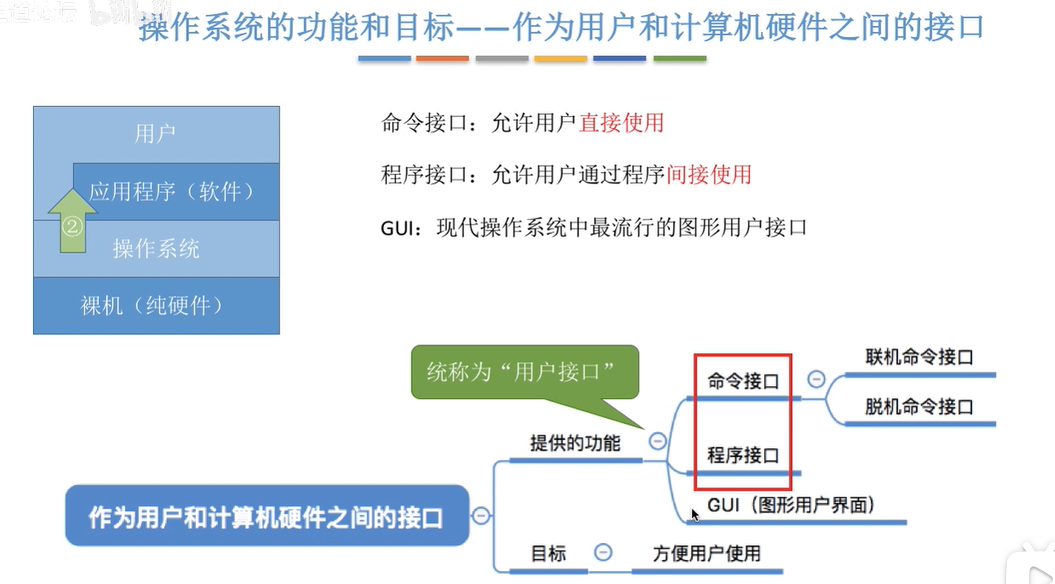 操作系统的功能和目标——作为用户和计算机硬件之间的接口
用户
应用程序（软件）
②
操作系统
裸机（纯硬件）
命令接口：允许用户直接使用
程序接口：允许用户通过程序间接使用
GUI：现代操作系统中最流行的图形用户接口
统称为“用户接口”
作为用户和计算机硬件之间的接口
提供的功能
命令接口
联机命令接口
脱机命令接口
程序接口
GUI（图形用户界面）
目标
方便用户使用
bilibili